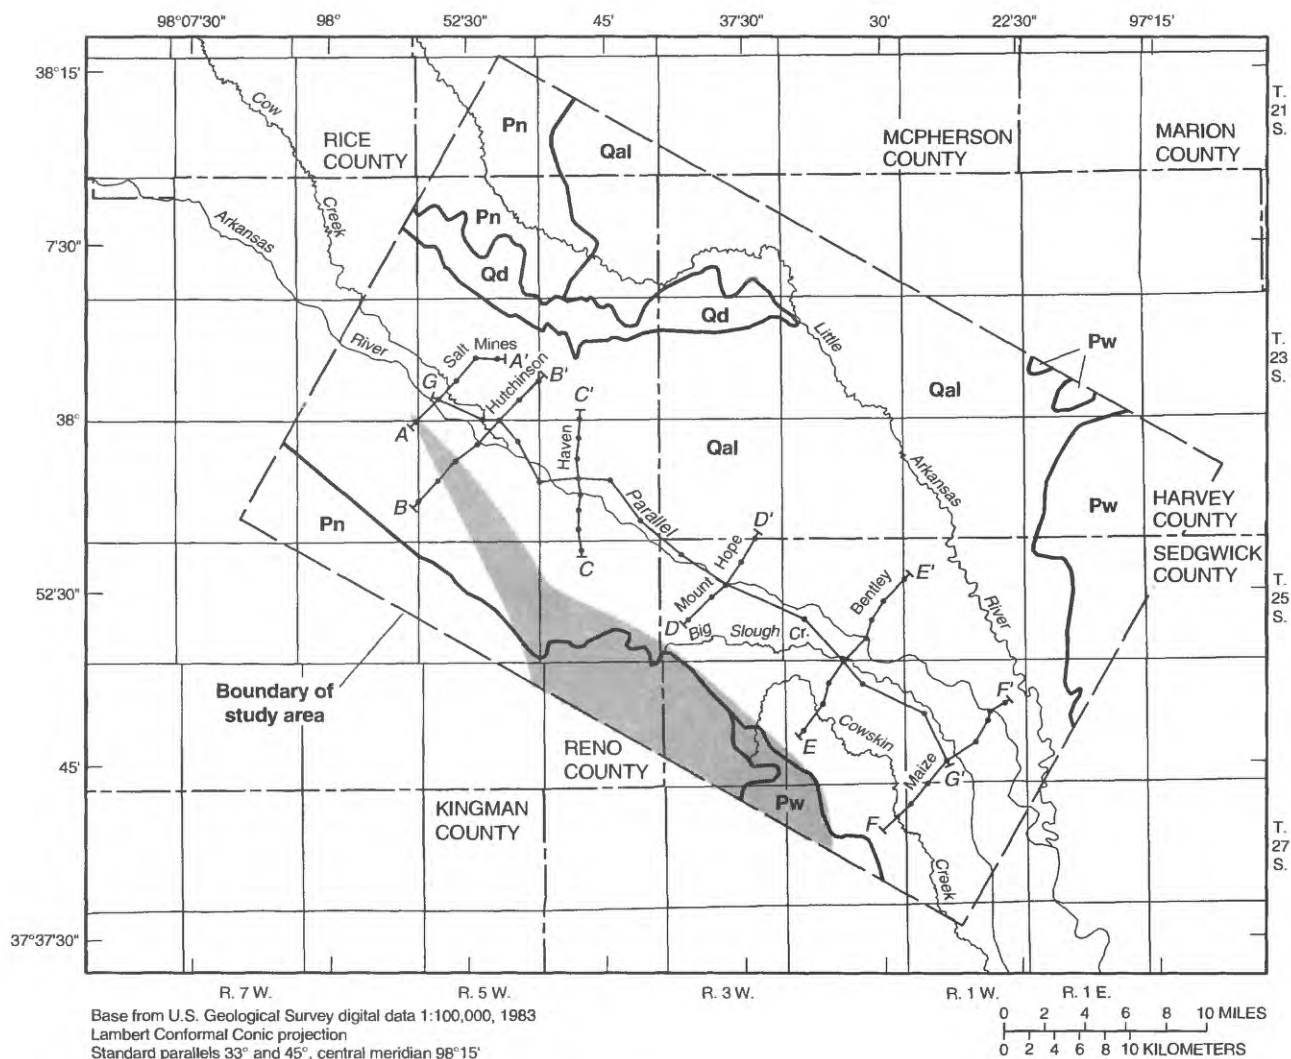 98°07'30" 98° 52'30" 45' 37'30" 30' 22'30" 97°15'
38°15'
7'30"
38°
52'30"
45'
37°37'30"
T.
21
S.
T.
23
S.
T.
25
S.
T.
27
S.
Cow
Creek
RICE
COUNTY
Pn
Qal
MCPHERSON
COUNTY
MARION
COUNTY
Arkansas
River
Pn
Qd
Qd
Little
Arkansas
River
Pw
Qal
Salt Mines
A'
G
A
Hutchinson
B'
B
C'
Haven
C
Qal
Parallel
D'
Mount Hope
D
Big Slough Cr.
Bentley
E'
E
Pn
Pw
HARVEY
COUNTY
SEDGWICK
COUNTY
Boundary of
study area
RENO
COUNTY
KINGMAN
COUNTY
Cowskin
Creek
F'
Maize
G'
F
Pw
R. 7 W. R. 5 W. R. 3 W. R. 1 W. R. 1 E.
Base from U.S. Geological Survey digital data 1:100,000, 1983
Lambert Conformal Conic projection
Standard parallels 33° and 45°, central meridian 98°15'
0 2 4 6 8 10 MILES
0 2 4 6 8 10 KILOMETERS